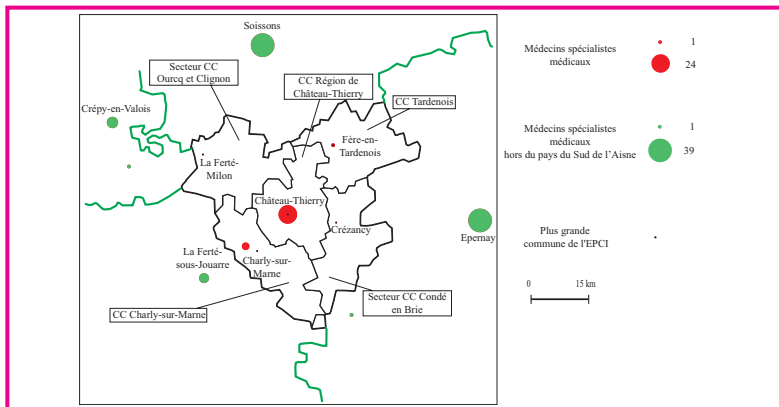 Soissons
Secteur CC
Ourcq et Clignon
CC Région de
Château-Thierry
CC Tardenois
Crépy-en-Valois
La Ferté-
Milon
Fère-en-
Tardenois
Château-Thierry
Crézancy
Epernay
La Ferté-
sous-Jouarre
Charly-sur-
Marne
CC Charly-sur-Marne
Secteur CC Condé
en Brie
Médecins spécialistes
médicaux
1
24
Médecins spécialistes
médicaux
hors du pays du Sud de l'Aisne
1
39
Plus grande
commune de l'EPCI
0
15 km